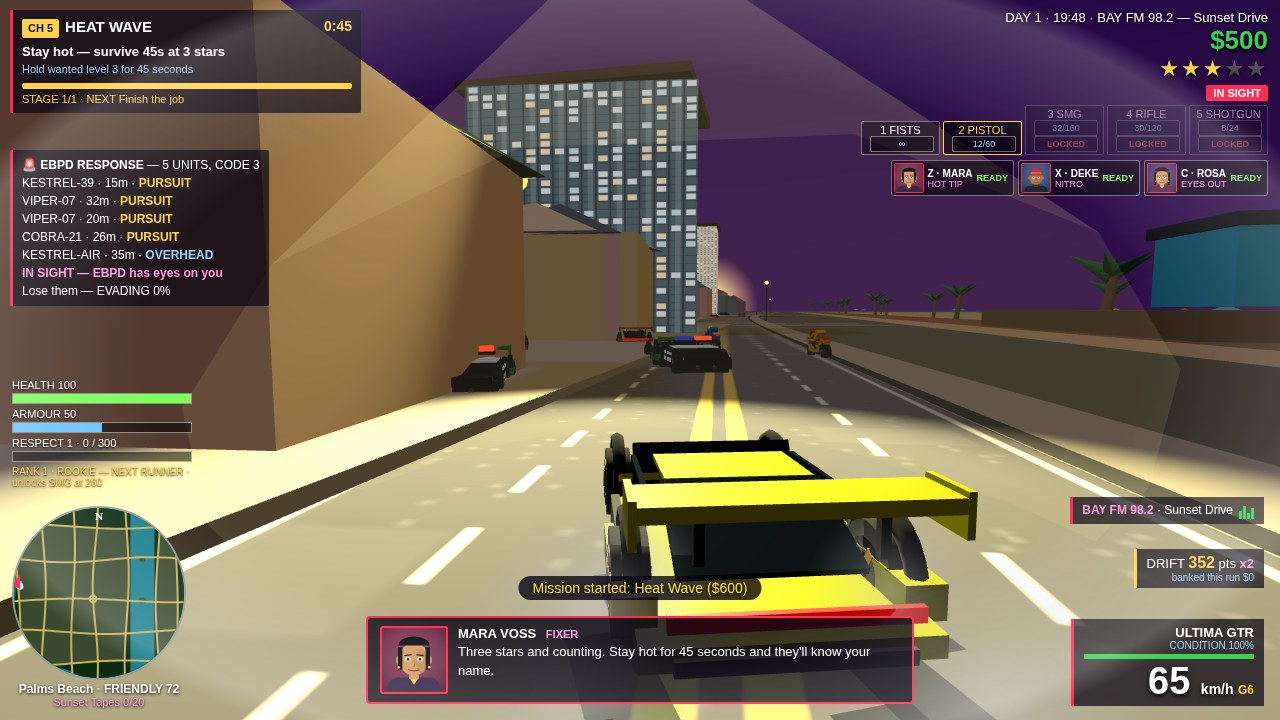 CH 5 HEAT WAVE 0:45
Stay hot — survive 45s at 3 stars
Hold wanted level 3 for 45 seconds
STAGE 1/1 · NEXT Finish the job
DAY 1 · 19:48 · BAY FM 98.2 — Sunset Drive
$500
★★★★★
IN SIGHT
1 FISTS
∞
2 PISTOL
12/60
3 SMG
32/160
LOCKED
4 RIFLE
30/120
LOCKED
5 SHOTGUN
8/24
LOCKED
Z · MARA
HOT TIP
READY
X · DEKE
NITRO
READY
C · ROSA
EYES OUT
READY
🚨 EBPD RESPONSE — 5 UNITS, CODE 3
KESTREL-39 · 15m · PURSUIT
VIPER-07 · 32m · PURSUIT
VIPER-07 · 20m · PURSUIT
COBRA-21 · 26m · PURSUIT
KESTREL-AIR · 35m · OVERHEAD
IN SIGHT — EBPD has eyes on you
Lose them — EVADING 0%
HEALTH 100
ARMOUR 50
RESPECT 1 · 0 / 300
RANK 1 · ROOKIE — NEXT RUNNER ·
unlocks SMG at 260
N
Palms Beach · FRIENDLY 72
Sunset Tapes 0/20
BAY FM 98.2 · Sunset Drive
DRIFT 352 pts x2
banked this run $0
Mission started: Heat Wave ($600)
MARA VOSS FIXER
Three stars and counting. Stay hot for 45 seconds and they'll know your
name.
ULTIMA GTR
CONDITION 100%
65 km/h G6